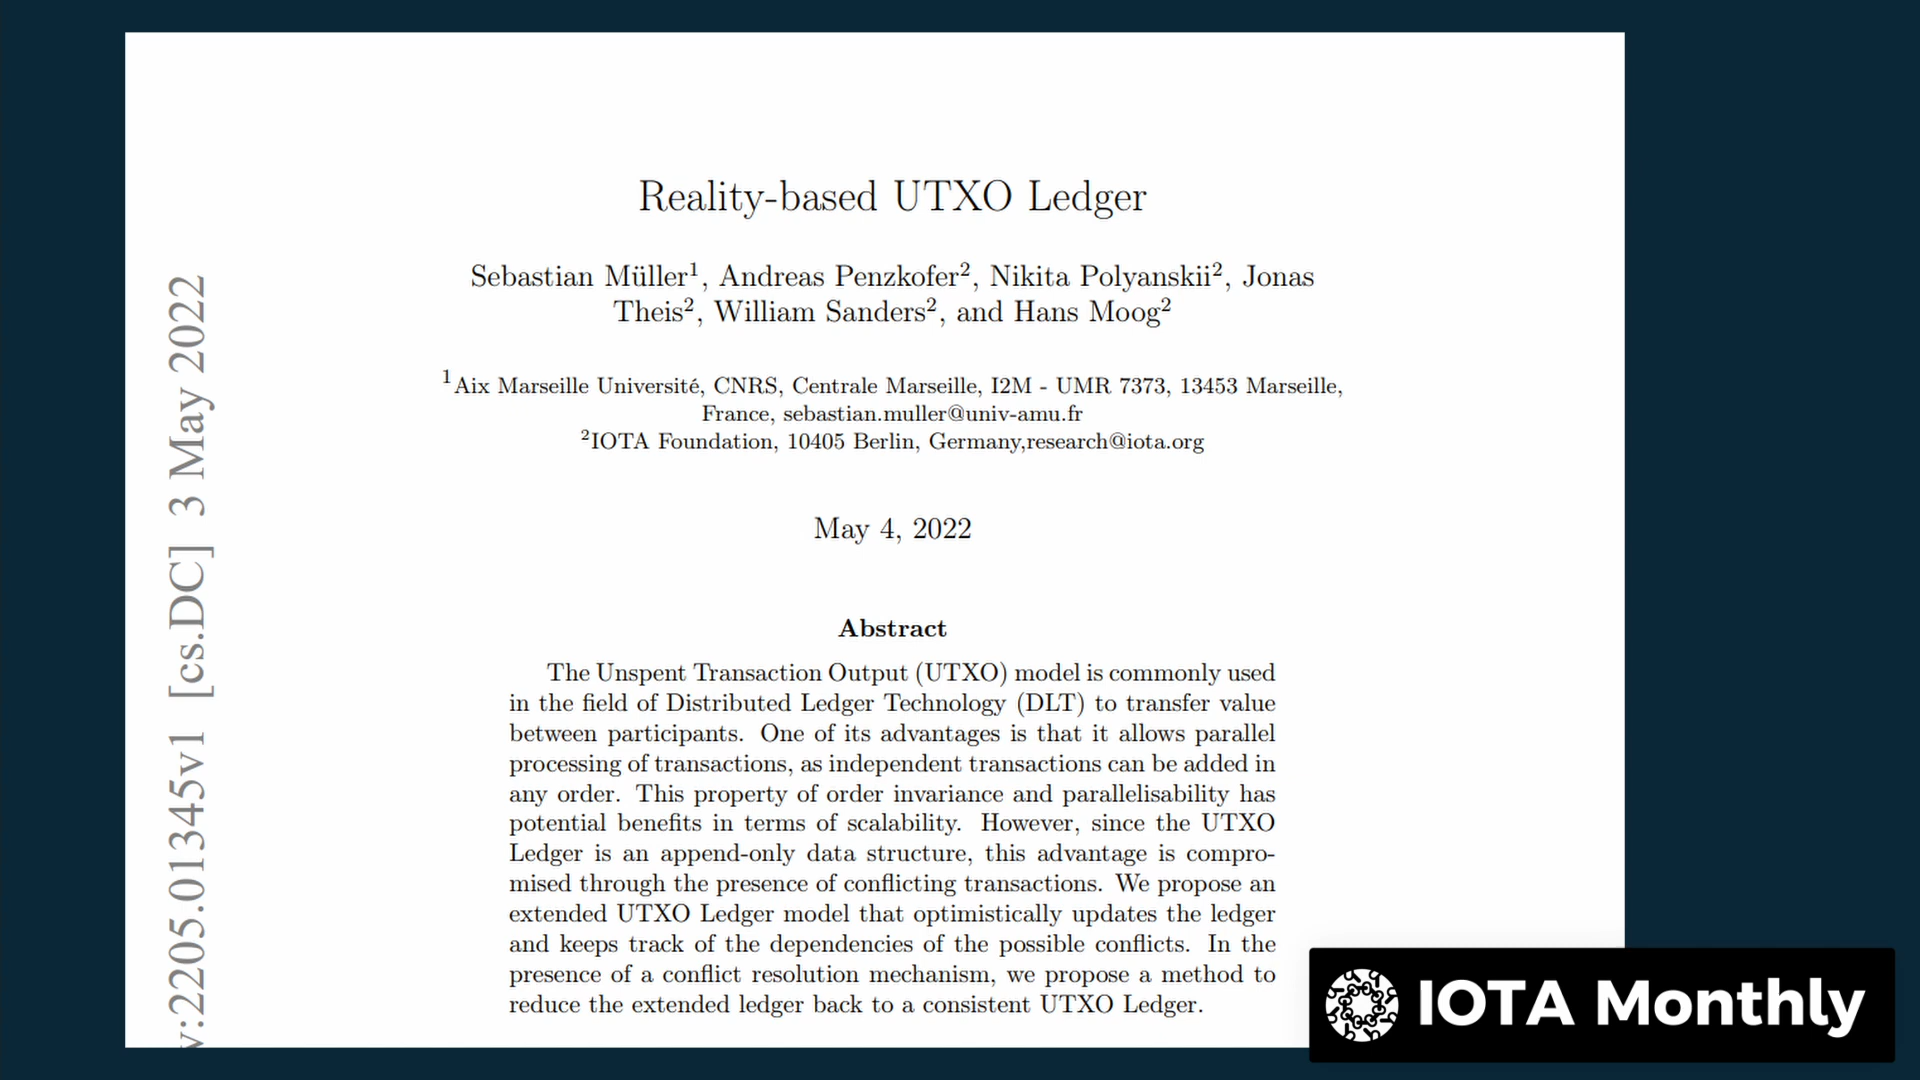 Reality-based UTXO Ledger
Sebastian Müller¹, Andreas Penzkofer², Nikita Polyanskii², Jonas
Theis², William Sanders², and Hans Moog²
¹Aix Marseille Université, CNRS, Centrale Marseille, I2M - UMR 7373, 13453 Marseille,
France, sebastian.muller@univ-amu.fr
²IOTA Foundation, 10405 Berlin, Germany,research@iota.org
May 4, 2022
Abstract
The Unspent Transaction Output (UTXO) model is commonly used
in the field of Distributed Ledger Technology (DLT) to transfer value
between participants. One of its advantages is that it allows parallel
processing of transactions, as independent transactions can be added in
any order. This property of order invariance and parallelisability has
potential benefits in terms of scalability. However, since the UTXO
Ledger is an append-only data structure, this advantage is compro-
mised through the presence of conflicting transactions. We propose an
extended UTXO Ledger model that optimistically updates the ledger
and keeps track of the dependencies of the possible conflicts. In the
presence of a conflict resolution mechanism, we propose a method to
reduce the extended ledger back to a consistent UTXO Ledger.
v:2205.01345v1 [cs.DC] 3 May 2022
IOTA Monthly